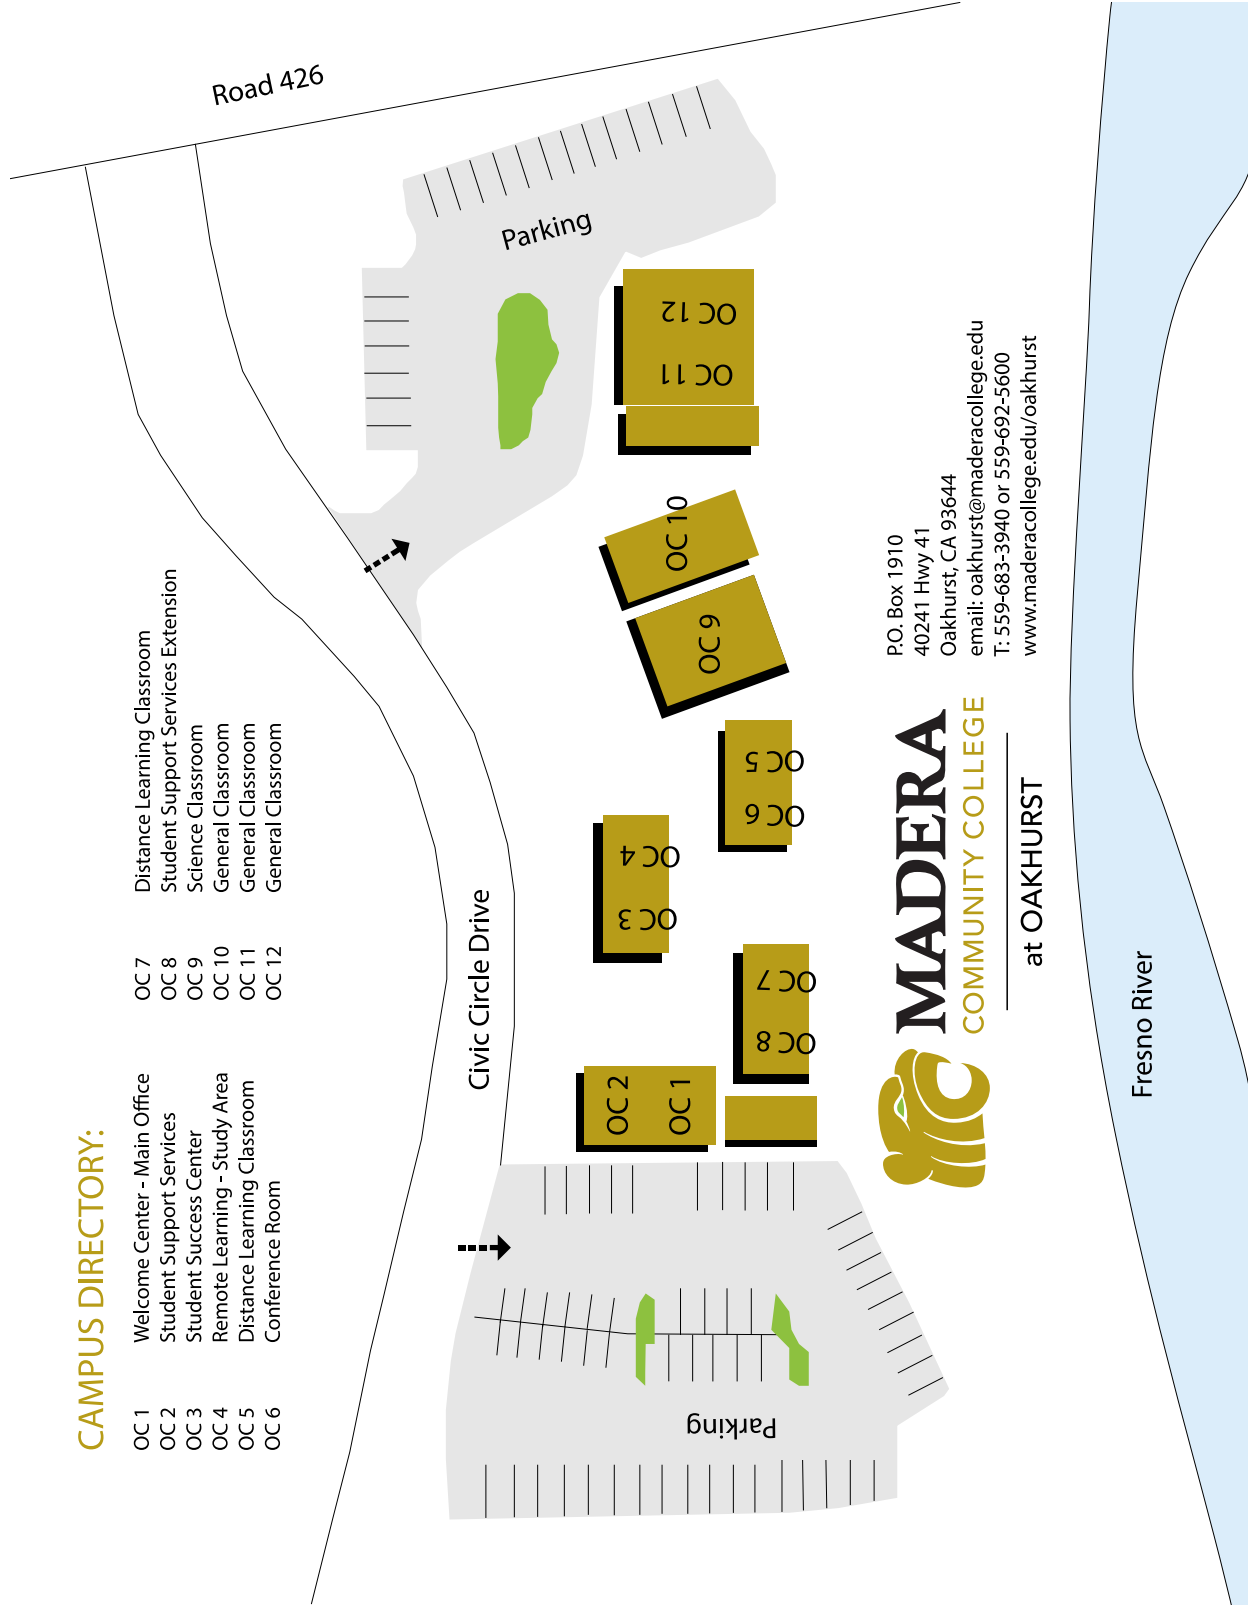 CAMPUS DIRECTORY:
OC 1 Welcome Center - Main Office
OC 2 Student Support Services
OC 3 Student Success Center
OC 4 Remote Learning - Study Area
OC 5 Distance Learning Classroom
OC 6 Conference Room
OC 7 Distance Learning Classroom
OC 8 Student Support Services Extension
OC 9 Science Classroom
OC 10 General Classroom
OC 11 General Classroom
OC 12 General Classroom
Road 426
Civic Circle Drive
Parking
Parking
OC 2
OC 1
OC 8
OC 7
OC 3
OC 4
OC 6
OC 5
OC 9
OC 10
OC 11
OC 12
MADERA
COMMUNITY COLLEGE
at OAKHURST
P.O. Box 1910
40241 Hwy 41
Oakhurst, CA 93644
email: oakhurst@maderacollege.edu
T: 559-683-3940 or 559-692-5600
www.maderacollege.edu/oakhurst
Fresno River